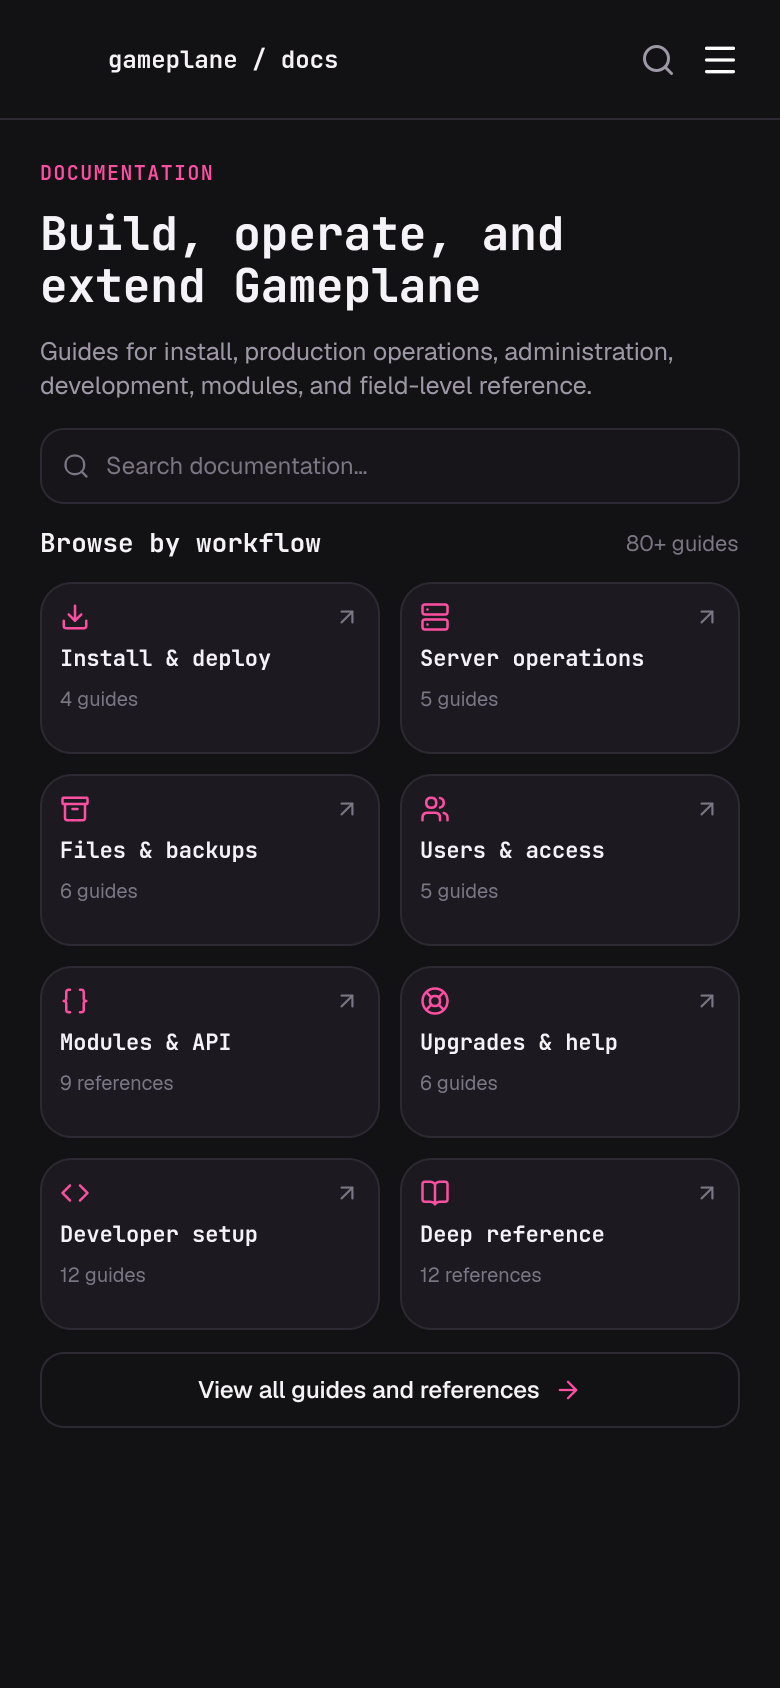 gameplane / docs
DOCUMENTATION
Build, operate, and
extend Gameplane
Guides for install, production operations, administration,
development, modules, and field-level reference.
Search documentation…
Browse by workflow
80+ guides
Install & deploy
4 guides
Server operations
5 guides
Files & backups
6 guides
Users & access
5 guides
Modules & API
9 references
Upgrades & help
6 guides
Developer setup
12 guides
Deep reference
12 references
View all guides and references